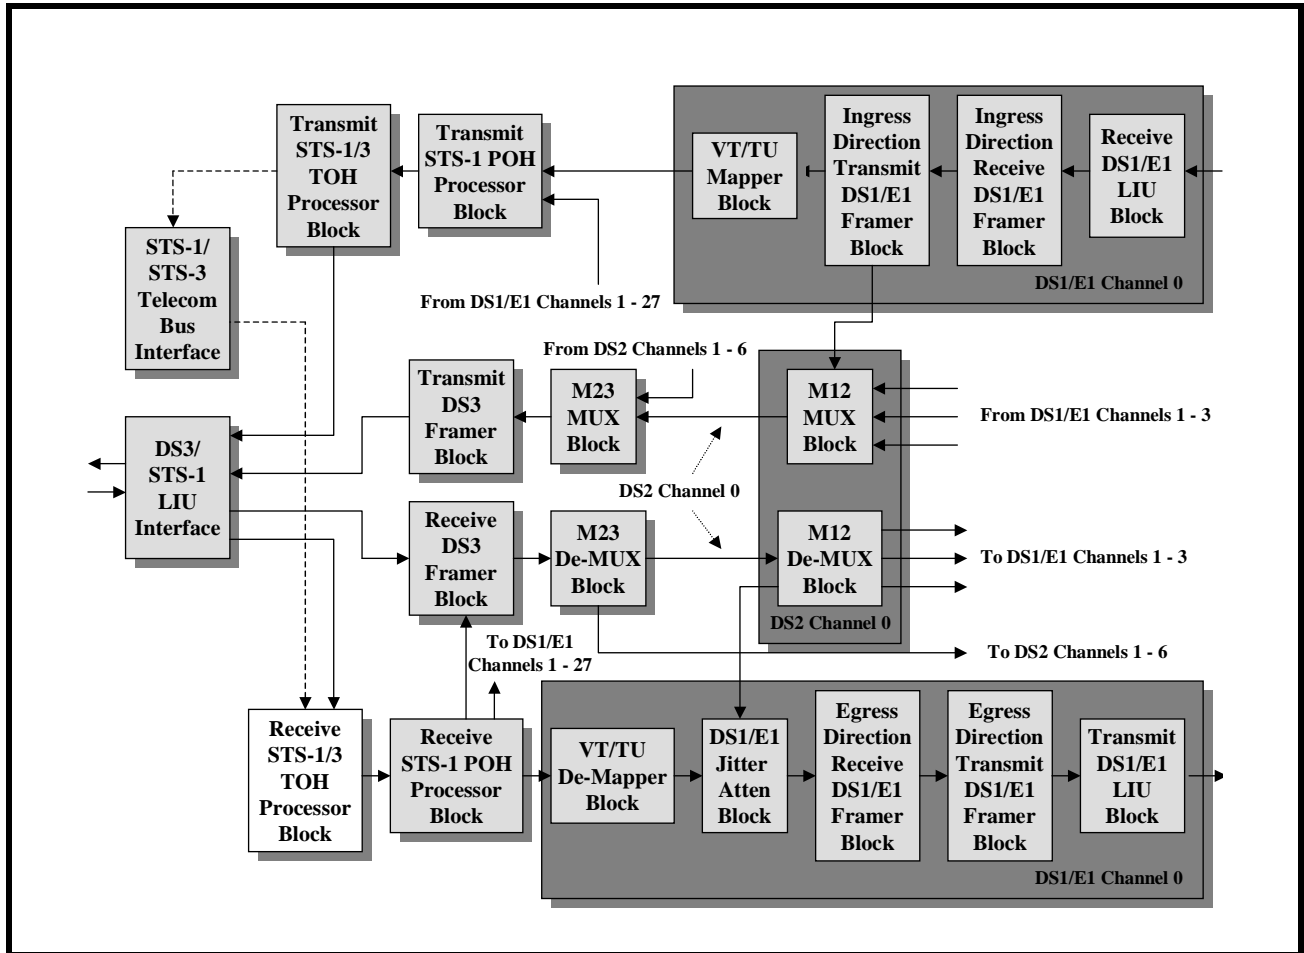 Transmit
STS-1/3
TOH
Processor
Block
Transmit
STS-1 POH
Processor
Block
VT/TU
Mapper
Block
Ingress
Direction
Transmit
DS1/E1
Framer
Block
Ingress
Direction
Receive
DS1/E1
Framer
Block
Receive
DS1/E1
LIU
Block
DS1/E1 Channel 0
STS-1/
STS-3
Telecom
Bus
Interface
From DS1/E1 Channels 1 - 27
From DS2 Channels 1 - 6
Transmit
DS3
Framer
Block
M23
MUX
Block
M12
MUX
Block
From DS1/E1 Channels 1 - 3
DS3/
STS-1
LIU
Interface
DS2 Channel 0
Receive
DS3
Framer
Block
M23
De-MUX
Block
M12
De-MUX
Block
To DS1/E1 Channels 1 - 3
DS2 Channel 0
To DS1/E1
Channels 1 - 27
To DS2 Channels 1 - 6
Receive
STS-1/3
TOH
Processor
Block
Receive
STS-1 POH
Processor
Block
VT/TU
De-Mapper
Block
DS1/E1
Jitter
Atten
Block
Egress
Direction
Receive
DS1/E1
Framer
Block
Egress
Direction
Transmit
DS1/E1
Framer
Block
Transmit
DS1/E1
LIU
Block
DS1/E1 Channel 0